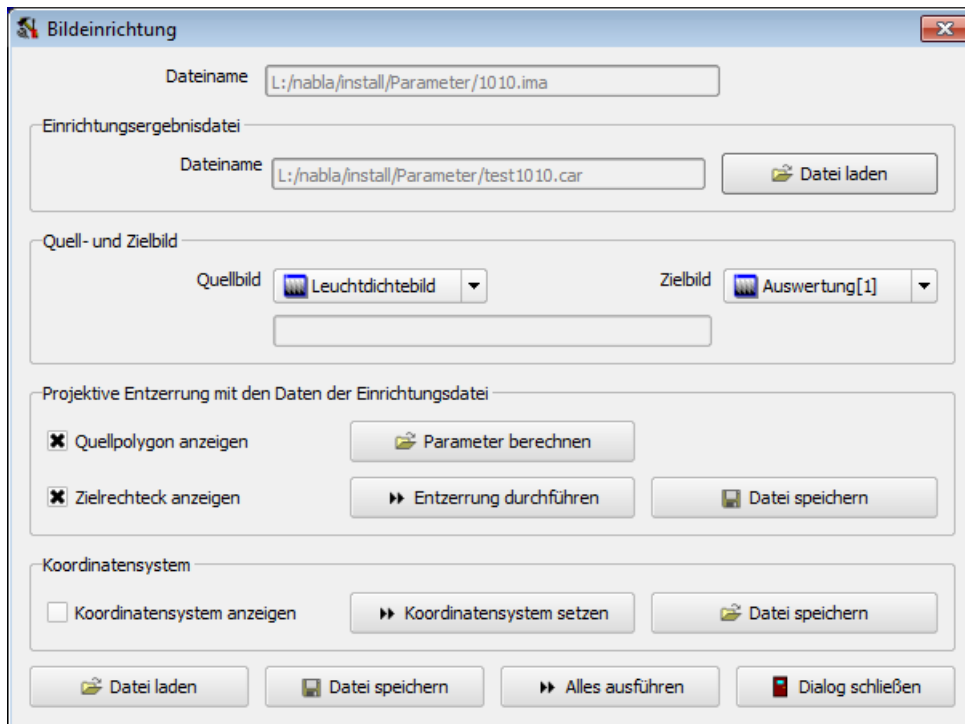 Bildeinrichtung
Dateiname L:/nabla/install/Parameter/1010.ima
Einrichtungsergebnisdatei
Dateiname L:/nabla/install/Parameter/test1010.car Datei laden
Quell- und Zielbild
Quellbild Leuchtdichtebild Zielbild Auswertung[1]
Projektive Entzerrung mit den Daten der Einrichtungsdatei
Quellpolygon anzeigen Parameter berechnen
Zielrechteck anzeigen Entzerrung durchführen Datei speichern
Koordinatensystem
Koordinatensystem anzeigen Koordinatensystem setzen Datei speichern
Datei laden Datei speichern Alles ausführen Dialog schließen